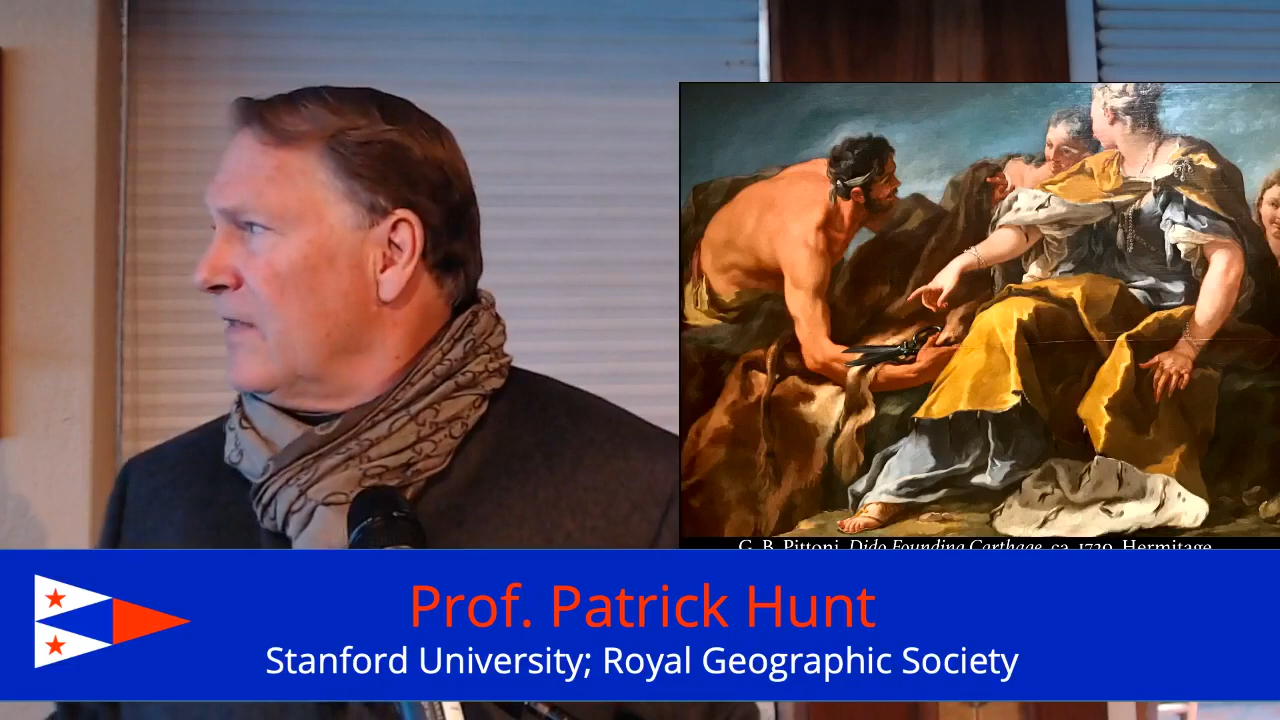 G. B. Pittoni, Dido Founding Carthage, ca. 1720, Hermitage
Prof. Patrick Hunt
Stanford University; Royal Geographic Society